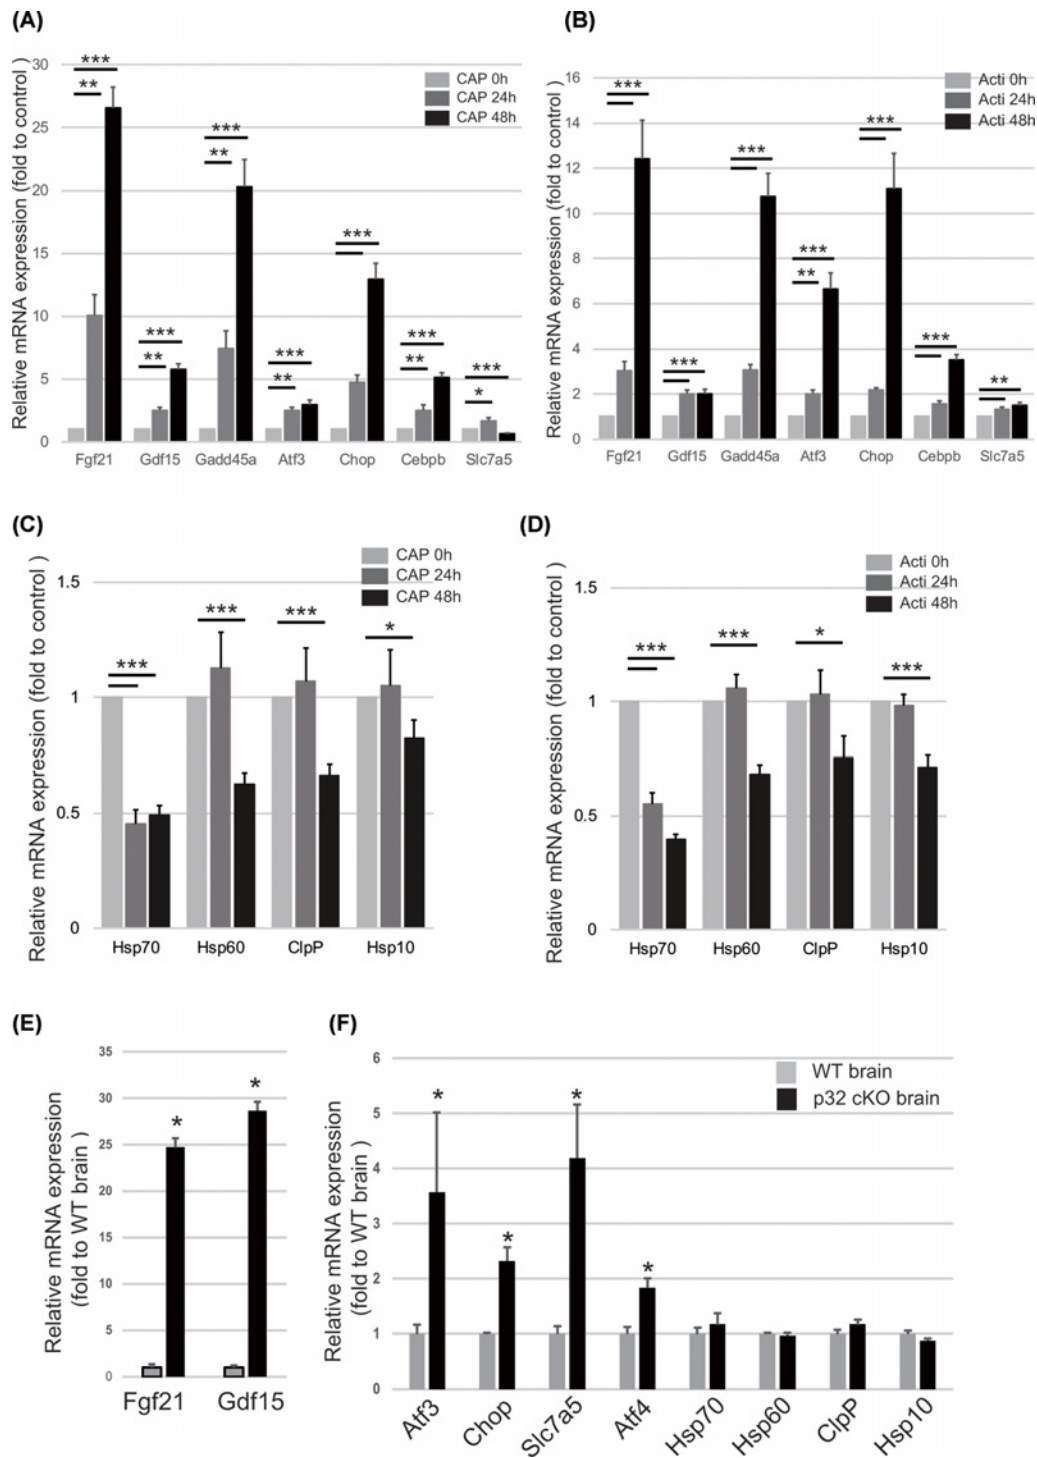 (A)
Relative mRNA expression (fold to control )
30
25
20
15
10
5
0
CAP 0h
CAP 24h
CAP 48h
***
**
***
**
***
**
***
**
***
***
**
***
*
Fgf21 Gdf15 Gadd45a Atf3 Chop Cebpb Slc7a5
(B)
Relative mRNA expression (fold to control )
16
14
12
10
8
6
4
2
0
Acti 0h
Acti 24h
Acti 48h
***
***
***
***
**
***
***
**
Fgf21 Gdf15 Gadd45a Atf3 Chop Cebpb Slc7a5
(C)
Relative mRNA expression (fold to control )
1.5
1
0.5
0
CAP 0h
CAP 24h
CAP 48h
***
***
***
*
Hsp70 Hsp60 ClpP Hsp10
(D)
Relative mRNA expression (fold to control )
1.5
1
0.5
0
Acti 0h
Acti 24h
Acti 48h
***
***
*
***
Hsp70 Hsp60 ClpP Hsp10
(E)
Relative mRNA expression
(fold to WT brain )
35
30
25
20
15
10
5
0
*
*
Fgf21 Gdf15
(F)
Relative mRNA expression
(fold to WT brain )
6
5
4
3
2
1
0
WT brain
p32 cKO brain
*
*
*
*
Atf3 Chop Slc7a5 Atf4 Hsp70 Hsp60 ClpP Hsp10